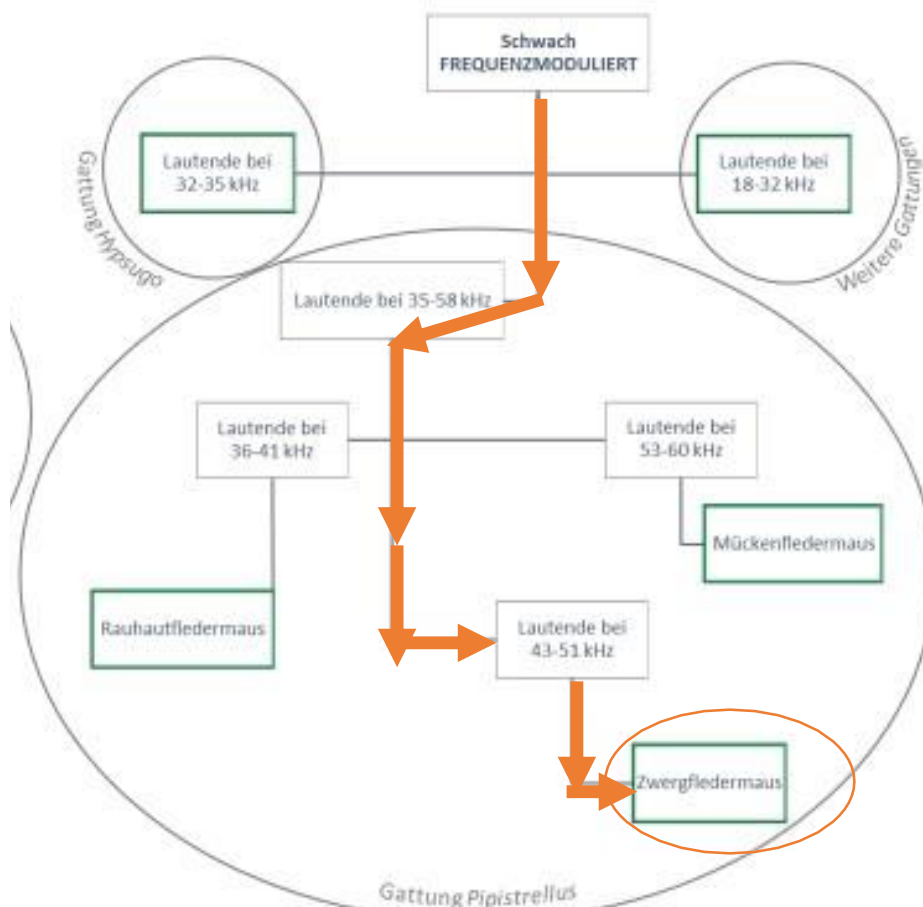 Schwach
FREQUENZMODULIERT
Lautende bei
32-35 kHz
Gattung Hypsugo
Lautende bei
18-32 kHz
Weitere Gattungen
Lautende bei 35-58 kHz
Lautende bei
36-41 kHz
Lautende bei
53-60 kHz
Mückenfledermaus
Rauhautfledermaus
Lautende bei
43-51 kHz
Zwergfledermaus
Gattung Pipistrellus